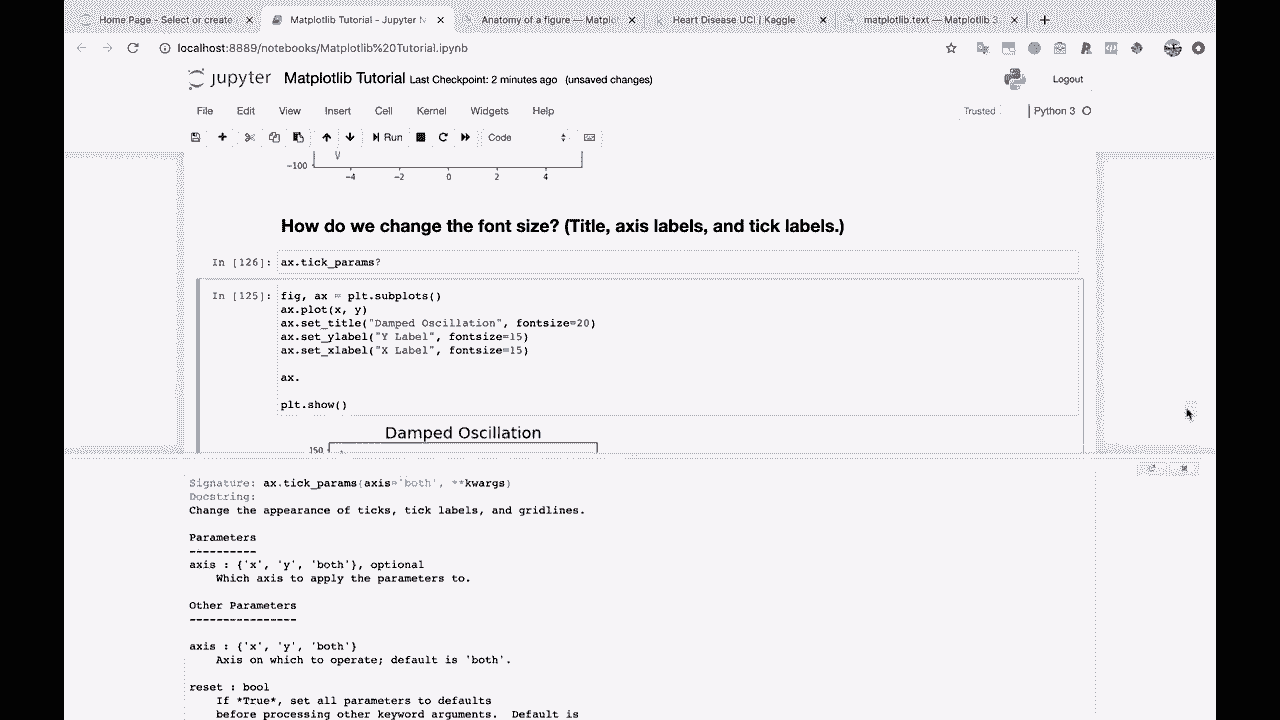 Home Page - Select or create
Matplotlib Tutorial - Jupyter N
Anatomy of a figure — Matplo
Heart Disease UCI | Kaggle
matplotlib.text — Matplotlib 3
localhost:8889/notebooks/Matplotlib%20Tutorial.ipynb
jupyter Matplotlib Tutorial Last Checkpoint: 2 minutes ago (unsaved changes)
Logout
File Edit View Insert Cell Kernel Widgets Help
Trusted
Python 3
Run
Code
-100
-4 -2 0 2 4
How do we change the font size? (Title, axis labels, and tick labels.)
In [126]: ax.tick_params?
In [125]: fig, ax = plt.subplots()
ax.plot(x, y)
ax.set_title("Damped Oscillation", fontsize=20)
ax.set_ylabel("Y Label", fontsize=15)
ax.set_xlabel("X Label", fontsize=15)
ax.
plt.show()
Damped Oscillation
150
Signature: ax.tick_params(axis='both', **kwargs)
Docstring:
Change the appearance of ticks, tick labels, and gridlines.
Parameters
----------
axis : {'x', 'y', 'both'}, optional
Which axis to apply the parameters to.
Other Parameters
----------------
axis : {'x', 'y', 'both'}
Axis on which to operate; default is 'both'.
reset : bool
If *True*, set all parameters to defaults
before processing other keyword arguments. Default is